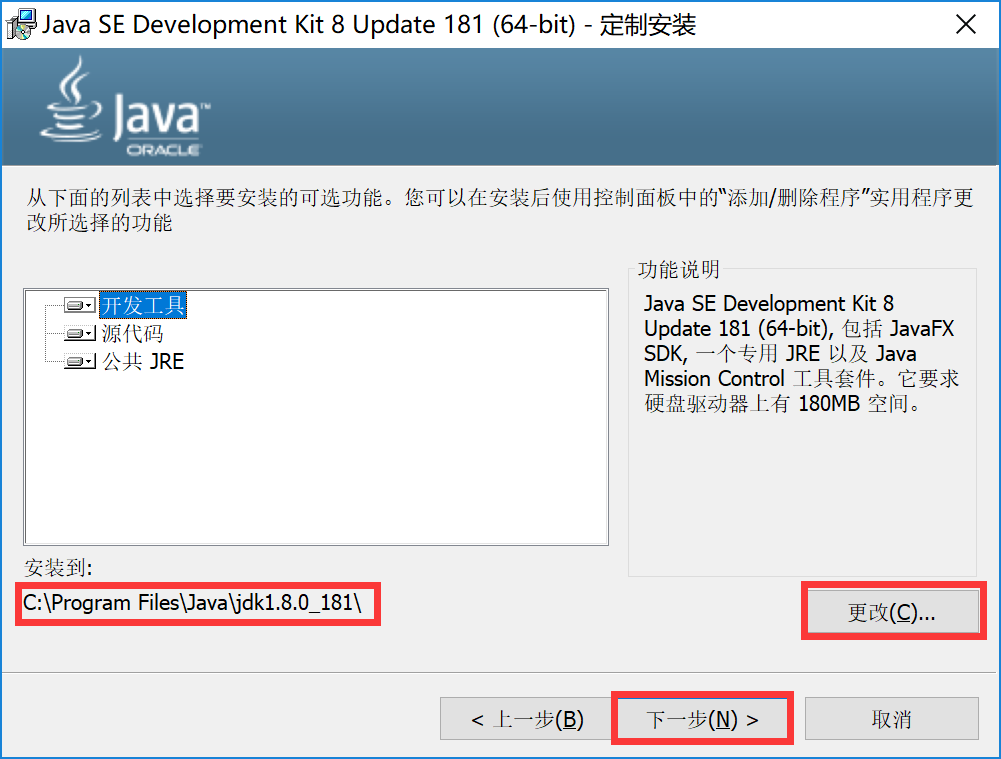 Java SE Development Kit 8 Update 181 (64-bit) - 定制安装
Java™
ORACLE
从下面的列表中选择要安装的可选功能。您可以在安装后使用控制面板中的“添加/删除程序”实用程序更
改所选择的功能
开发工具
源代码
公共 JRE
功能说明
Java SE Development Kit 8
Update 181 (64-bit), 包括 JavaFX
SDK, 一个专用 JRE 以及 Java
Mission Control 工具套件。它要求
硬盘驱动器上有 180MB 空间。
安装到:
C:\Program Files\Java\jdk1.8.0_181\
更改(C)...
< 上一步(B)
下一步(N) >
取消